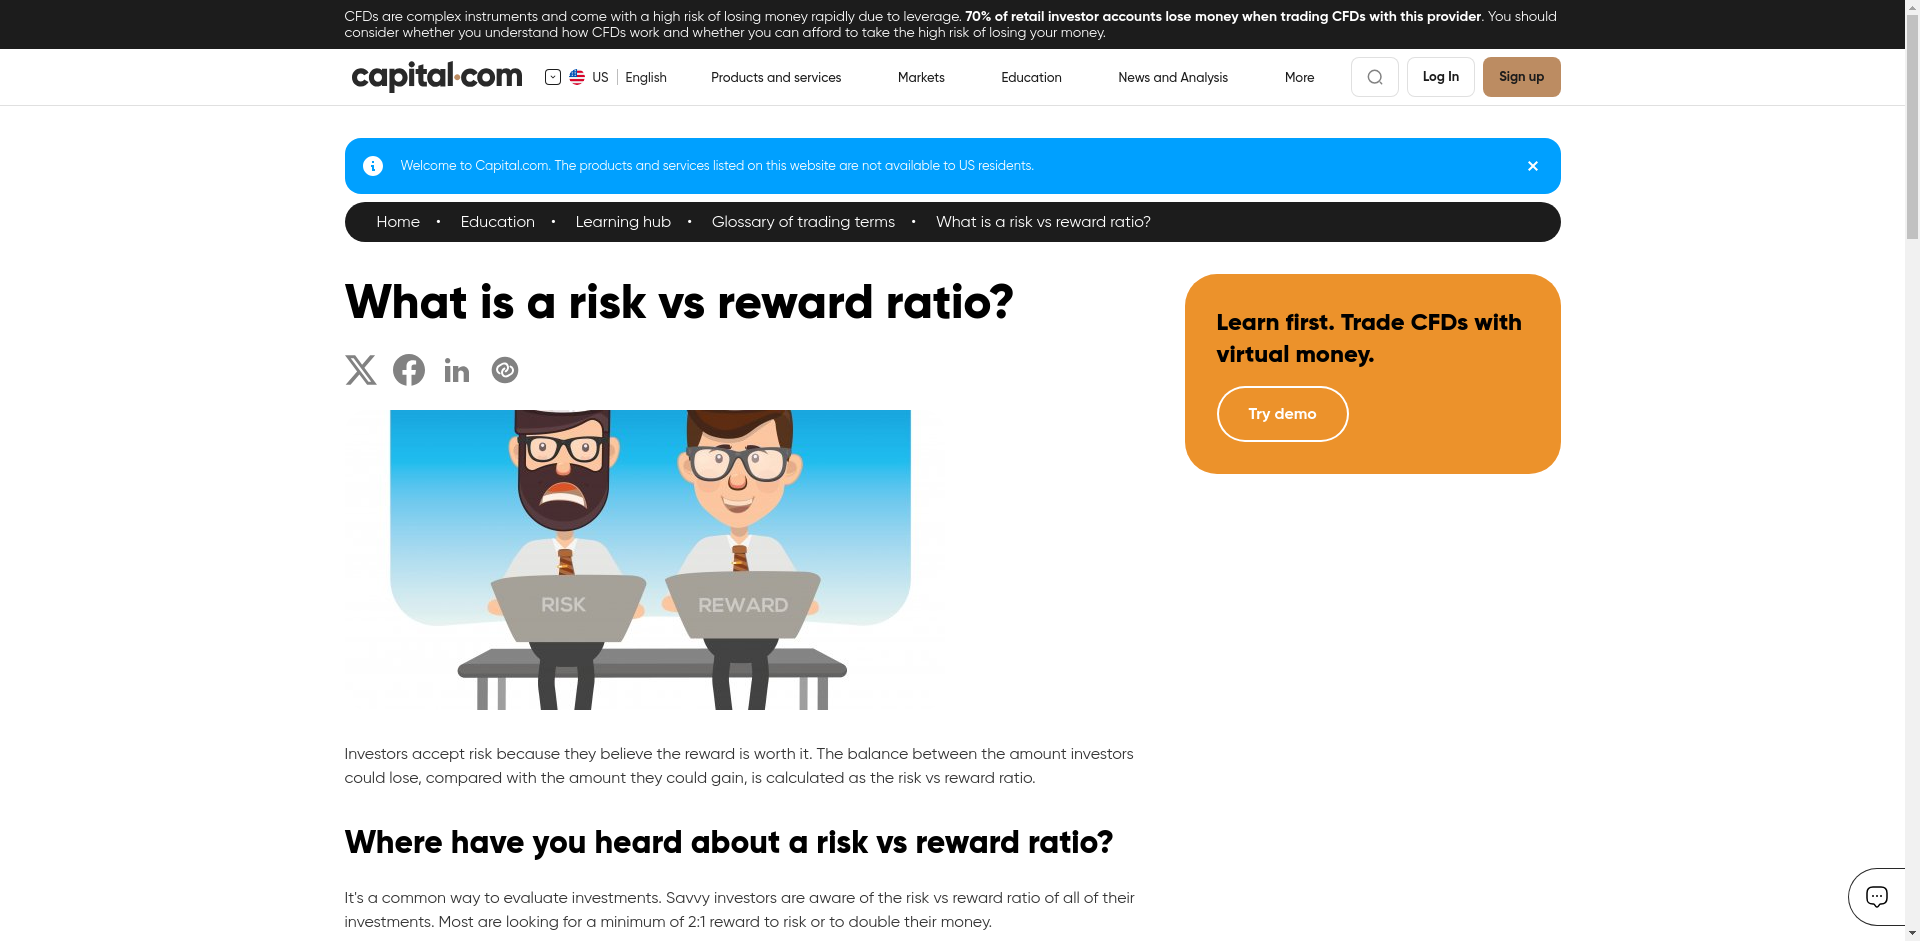 CFDs are complex instruments and come with a high risk of losing money rapidly due to leverage. 70% of retail investor accounts lose money when trading CFDs with this provider. You should
consider whether you understand how CFDs work and whether you can afford to take the high risk of losing your money.
capital.com
US
English
Products and services
Markets
Education
News and Analysis
More
Log In
Sign up
Welcome to Capital.com. The products and services listed on this website are not available to US residents.
Home • Education • Learning hub • Glossary of trading terms • What is a risk vs reward ratio?
What is a risk vs reward ratio?
Learn first. Trade CFDs with
virtual money.
Try demo
RISK
REWARD
Investors accept risk because they believe the reward is worth it. The balance between the amount investors
could lose, compared with the amount they could gain, is calculated as the risk vs reward ratio.
Where have you heard about a risk vs reward ratio?
It's a common way to evaluate investments. Savvy investors are aware of the risk vs reward ratio of all of their
investments. Most are looking for a minimum of 2:1 reward to risk or to double their money.